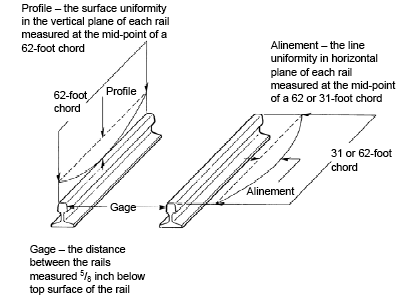 Profile – the surface uniformity
in the vertical plane of each rail
measured at the mid-point of a
62-foot chord
Alinement – the line
uniformity in horizontal
plane of each rail
measured at the mid-point
of a 62 or 31-foot chord
62-foot
chord
Profile
31 or 62-foot
chord
Alinement
Gage
Gage – the distance
between the rails
measured 5/8 inch below
top surface of the rail